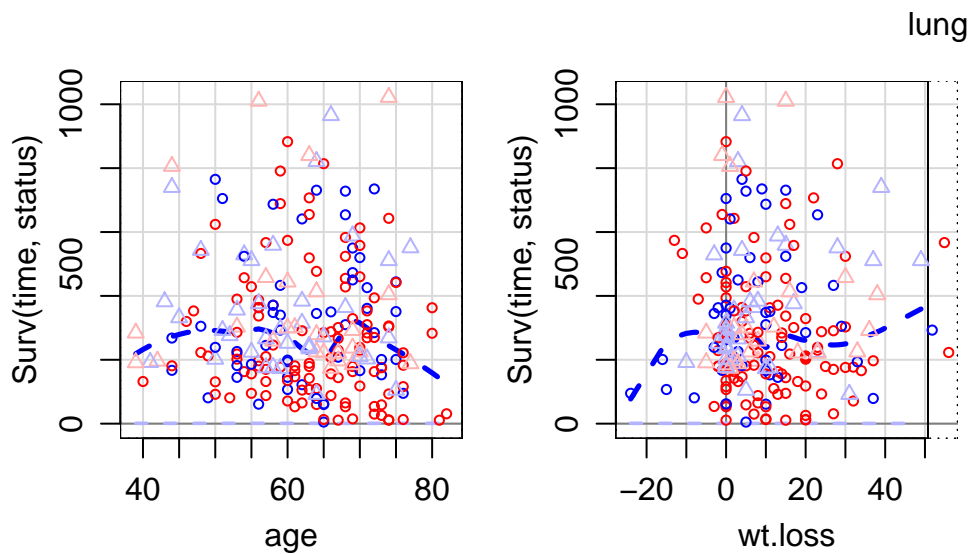 lung
Surv(time, status)
0 500 1000
40 60 80
age
Surv(time, status)
0 500 1000
−20 0 20 40
wt.loss